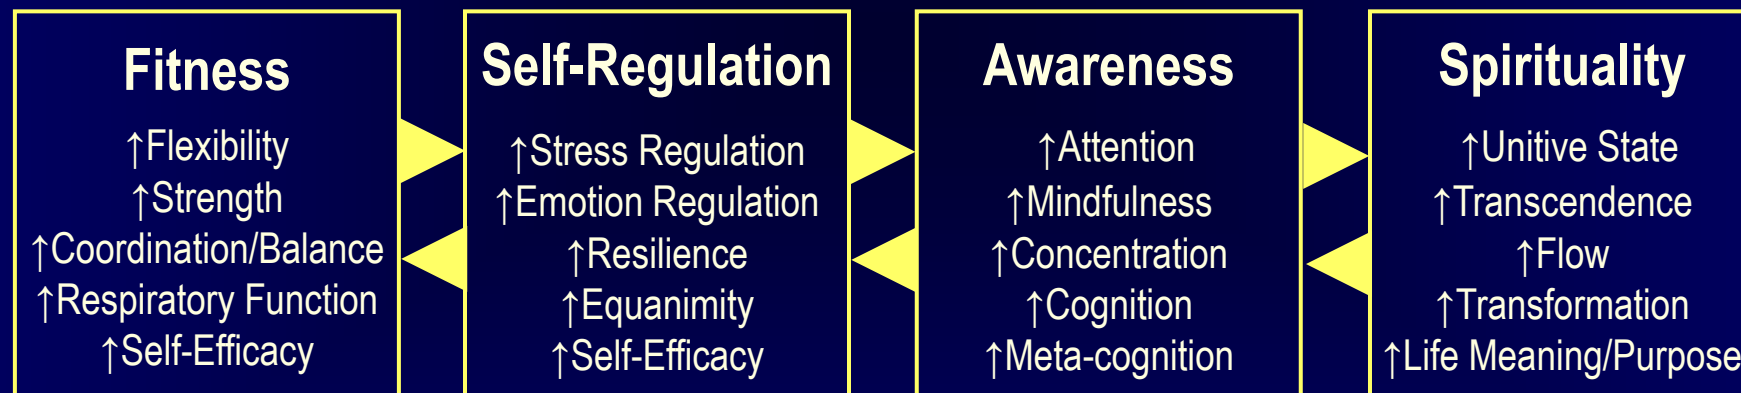 Fitness
↑Flexibility
↑Strength
↑Coordination/Balance
↑Respiratory Function
↑Self-Efficacy
Self-Regulation
↑Stress Regulation
↑Emotion Regulation
↑Resilience
↑Equanimity
↑Self-Efficacy
Awareness
↑Attention
↑Mindfulness
↑Concentration
↑Cognition
↑Meta-cognition
Spirituality
↑Unitive State
↑Transcendence
↑Flow
↑Transformation
↑Life Meaning/Purpose